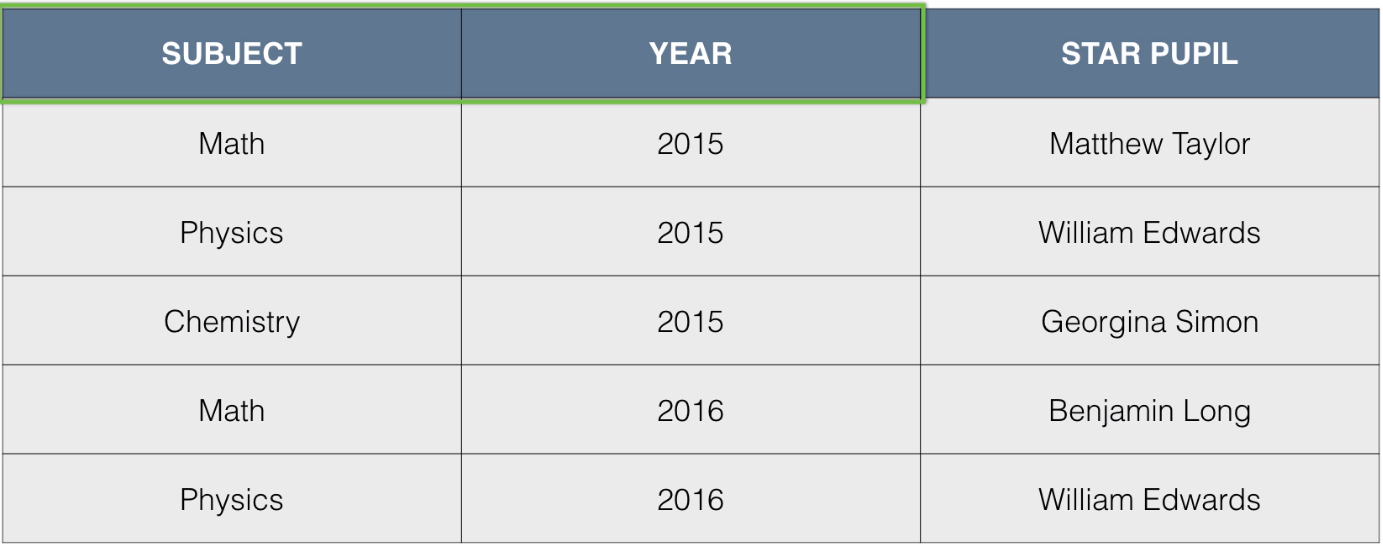 SUBJECT YEAR STAR PUPIL
Math 2015 Matthew Taylor
Physics 2015 William Edwards
Chemistry 2015 Georgina Simon
Math 2016 Benjamin Long
Physics 2016 William Edwards